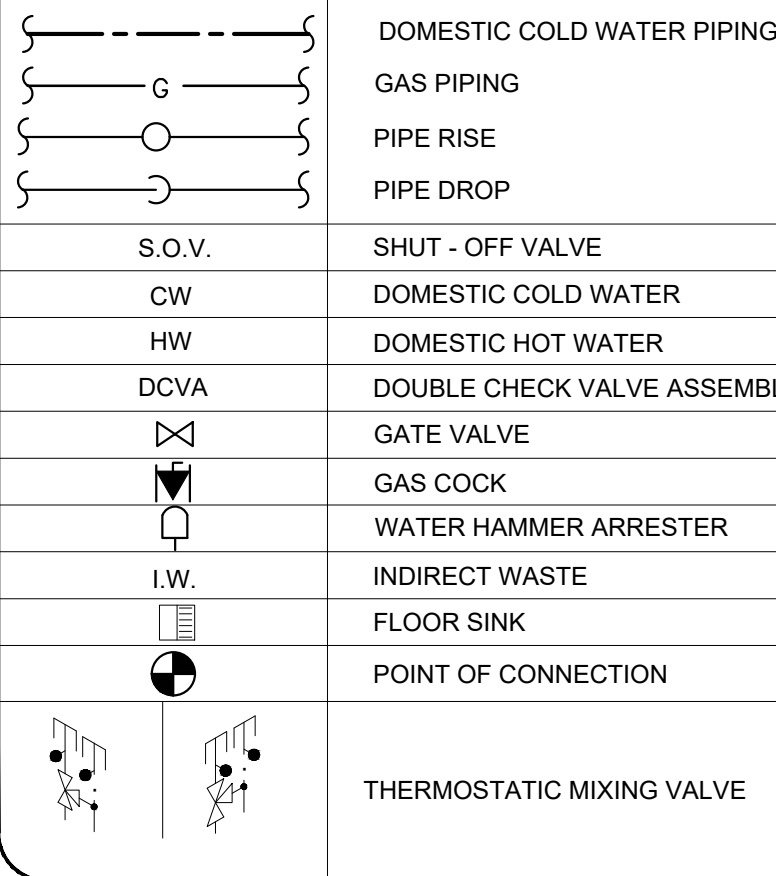 DOMESTIC COLD WATER PIPING
G GAS PIPING
PIPE RISE
PIPE DROP
S.O.V. SHUT - OFF VALVE
CW DOMESTIC COLD WATER
HW DOMESTIC HOT WATER
DCVA DOUBLE CHECK VALVE ASSEMBL
GATE VALVE
GAS COCK
WATER HAMMER ARRESTER
I.W. INDIRECT WASTE
FLOOR SINK
POINT OF CONNECTION
THERMOSTATIC MIXING VALVE